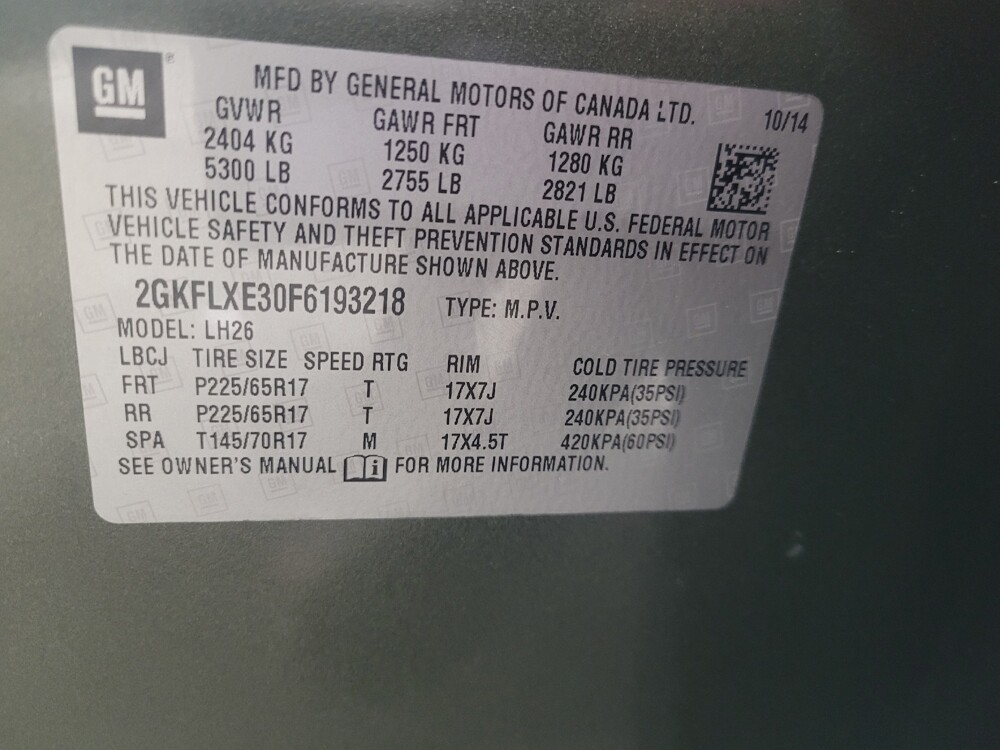 GM ®
MFD BY GENERAL MOTORS OF CANADA LTD.
10/14
GVWR GAWR FRT GAWR RR
2404 KG 1250 KG 1280 KG
5300 LB 2755 LB 2821 LB
THIS VEHICLE CONFORMS TO ALL APPLICABLE U.S. FEDERAL MOTOR
VEHICLE SAFETY AND THEFT PREVENTION STANDARDS IN EFFECT ON
THE DATE OF MANUFACTURE SHOWN ABOVE.
2GKFLXE30F6193218 TYPE: M.P.V.
MODEL: LH26
LBCJ TIRE SIZE SPEED RTG RIM COLD TIRE PRESSURE
FRT P225/65R17 T 17X7J 240KPA(35PSI)
RR P225/65R17 T 17X7J 240KPA(35PSI)
SPA T145/70R17 M 17X4.5T 420KPA(60PSI)
SEE OWNER'S MANUAL i FOR MORE INFORMATION.